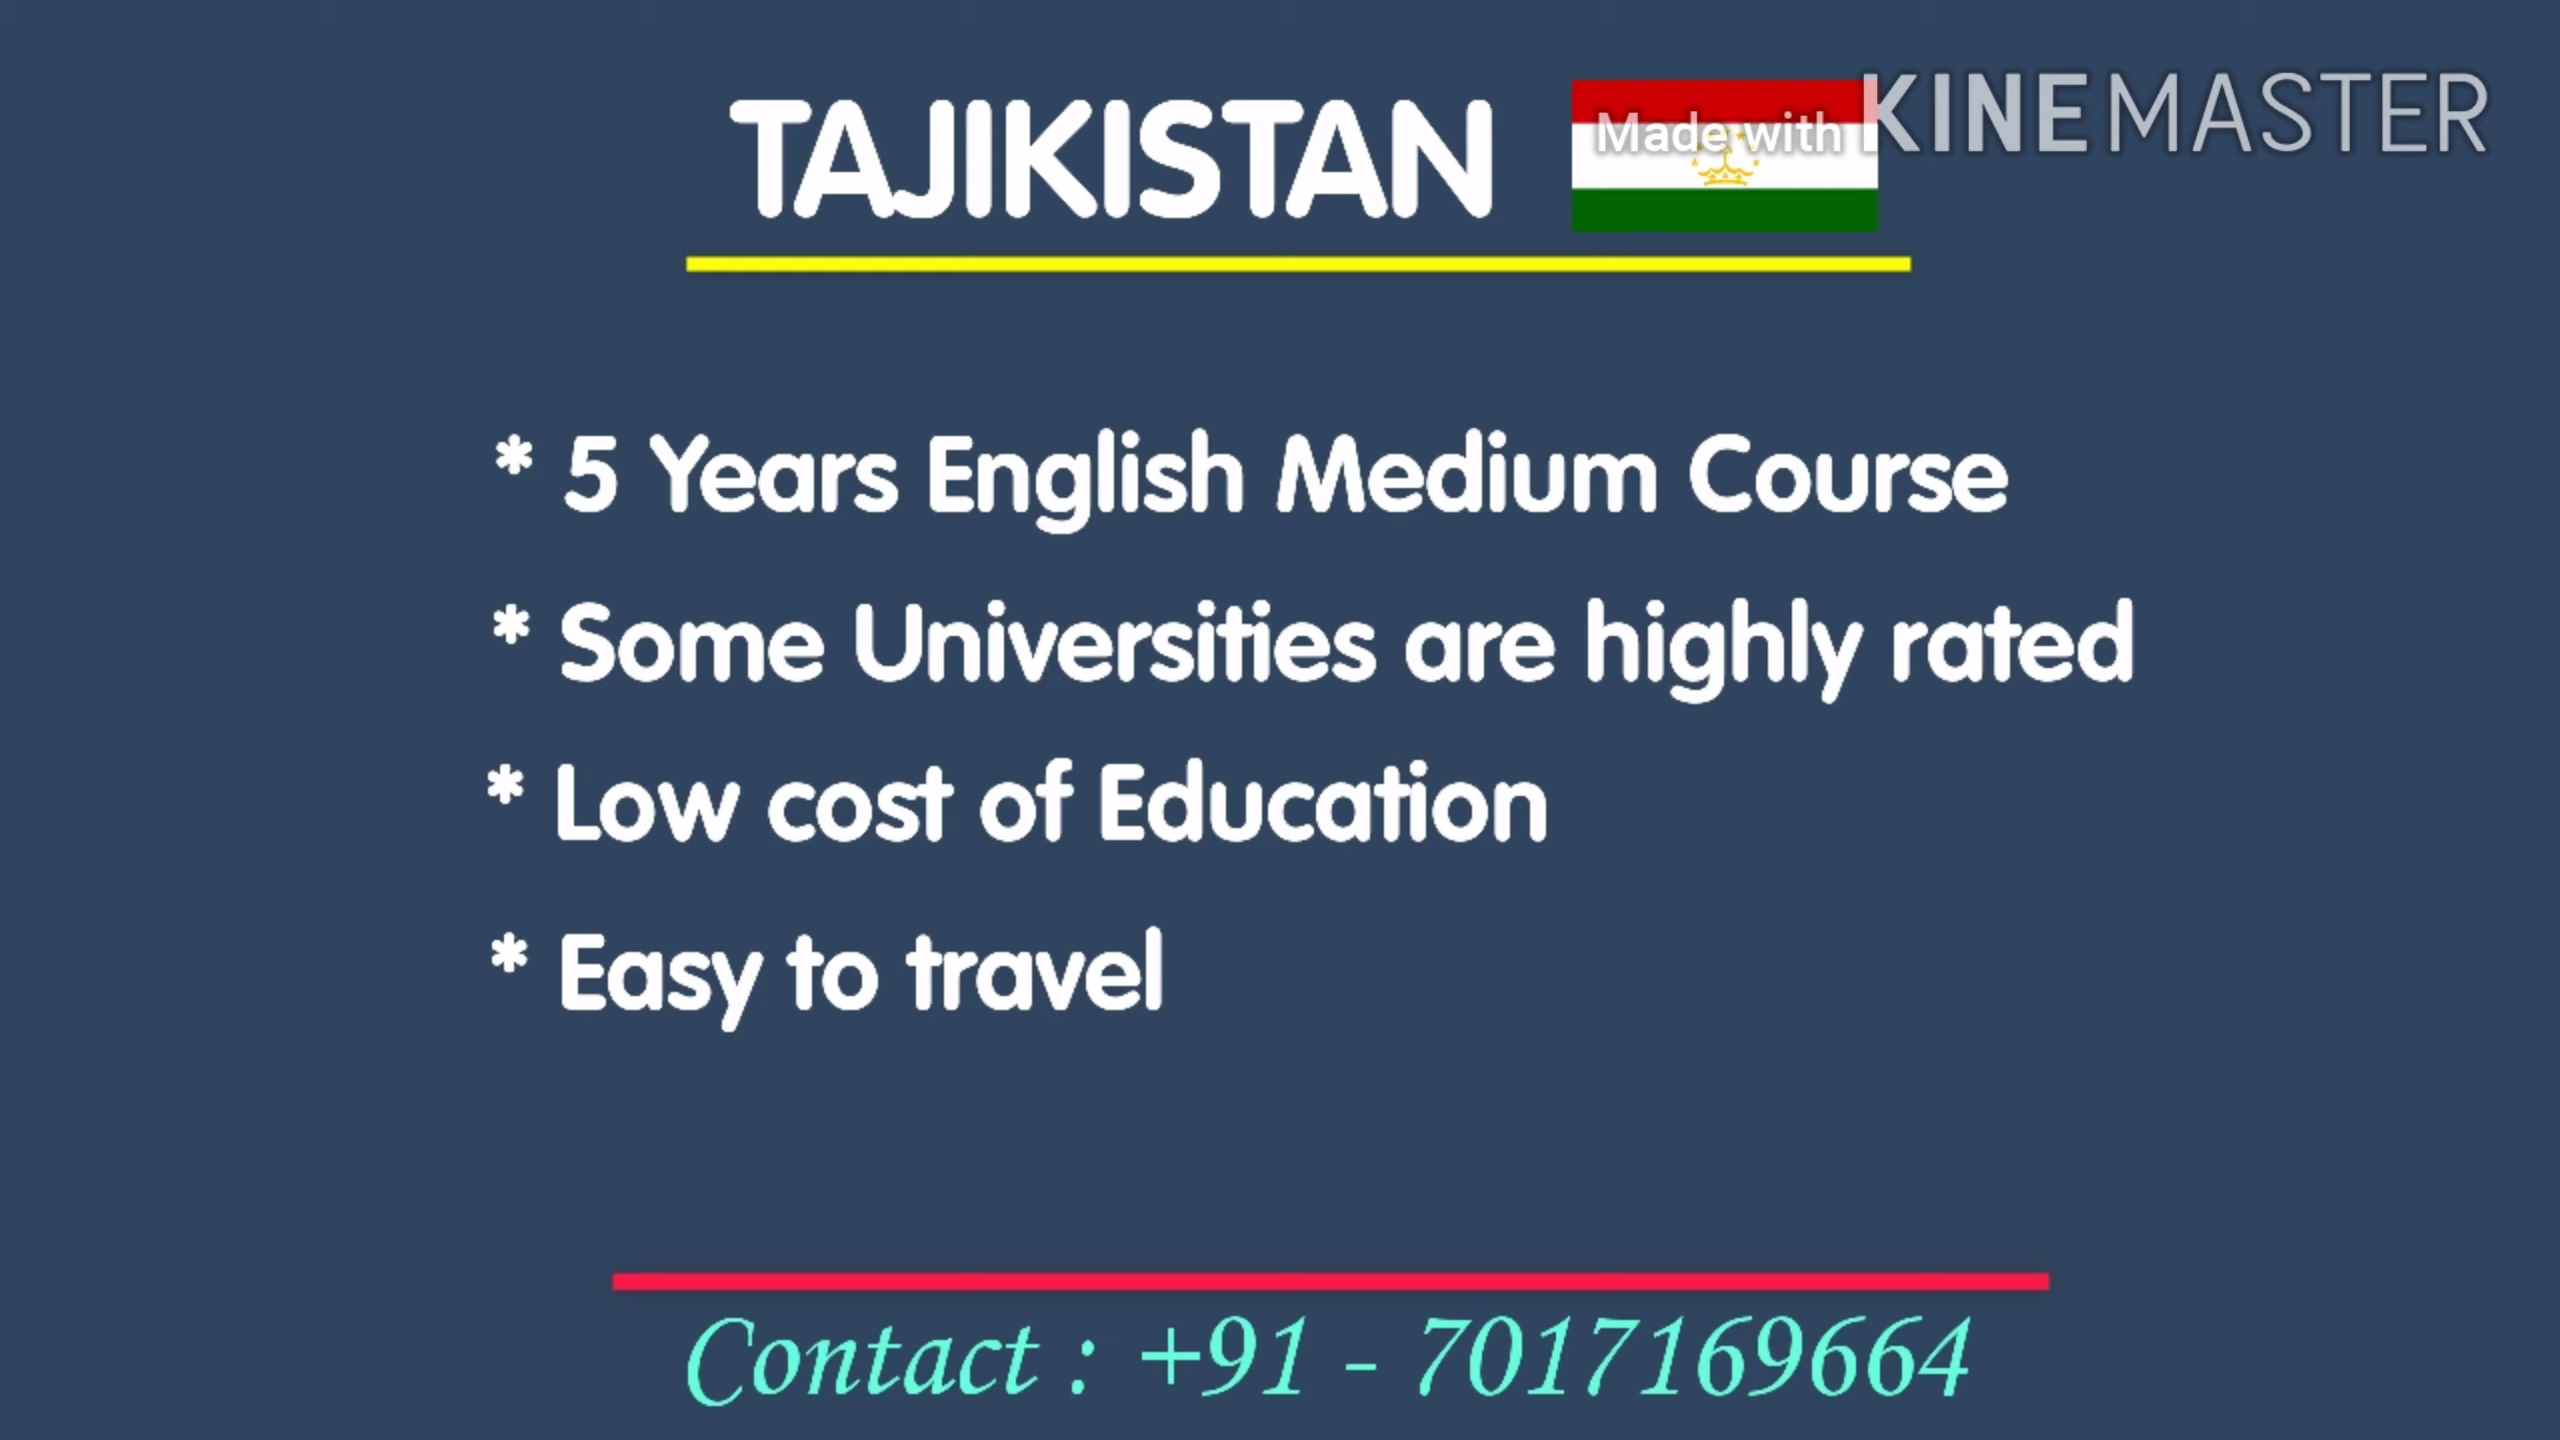 TAJIKISTAN
Made with KINEMASTER
* 5 Years English Medium Course
* Some Universities are highly rated
* Low cost of Education
* Easy to travel
Contact : +91 - 7017169664